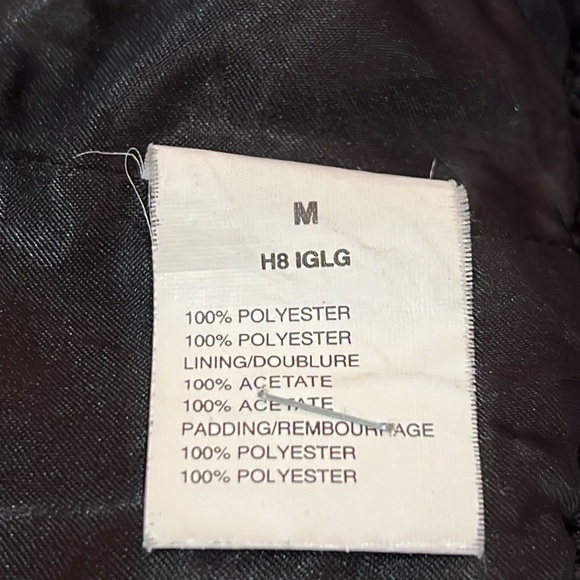 M
H8 IGLG
100% POLYESTER
100% POLYESTER
LINING/DOUBLURE
100% ACETATE
100% ACETATE
PADDING/REMBOURRAGE
100% POLYESTER
100% POLYESTER